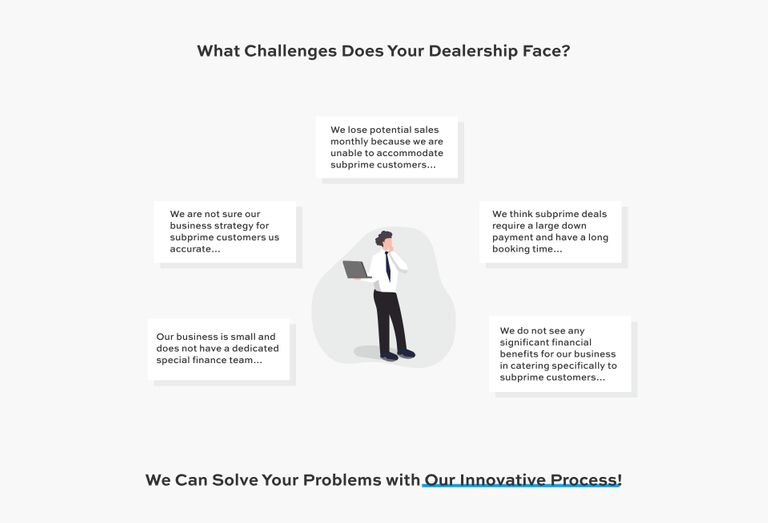 What Challenges Does Your Dealership Face?
We lose potential sales
monthly because we are
unable to accommodate
subprime customers...
We are not sure our
business strategy for
subprime customers us
accurate...
We think subprime deals
require a large down
payment and have a long
booking time...
Our business is small and
does not have a dedicated
special finance team...
We do not see any
significant financial
benefits for our business
in catering specifically to
subprime customers...
We Can Solve Your Problems with Our Innovative Process!